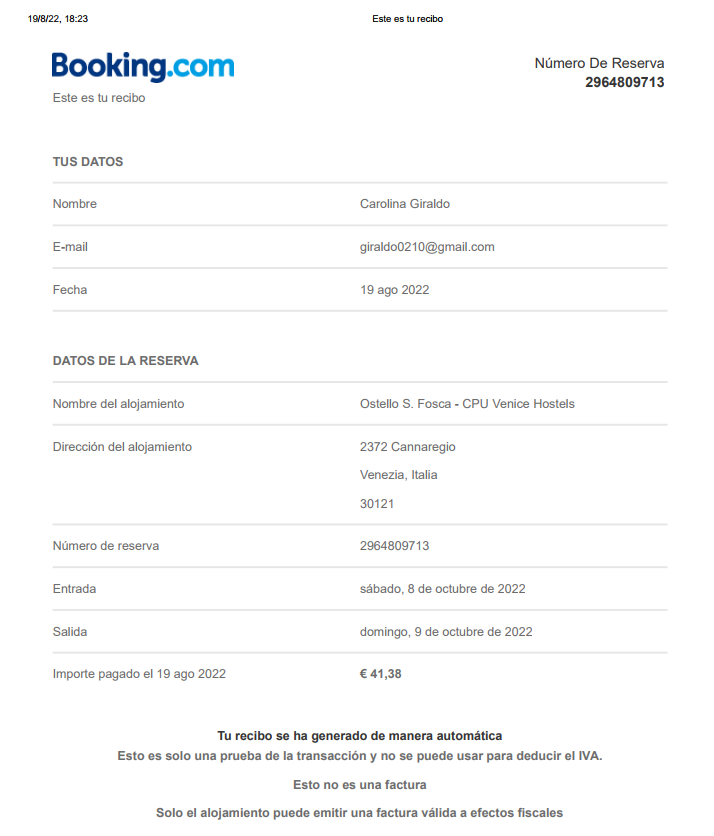 19/8/22, 18:23 Este es tu recibo
Booking.com
Número De Reserva
2964809713
Este es tu recibo
TUS DATOS
Nombre Carolina Giraldo
E-mail giraldo0210@gmail.com
Fecha 19 ago 2022
DATOS DE LA RESERVA
Nombre del alojamiento Ostello S. Fosca - CPU Venice Hostels
Dirección del alojamiento 2372 Cannaregio
Venezia, Italia
30121
Número de reserva 2964809713
Entrada sábado, 8 de octubre de 2022
Salida domingo, 9 de octubre de 2022
Importe pagado el 19 ago 2022 € 41,38
Tu recibo se ha generado de manera automática
Esto es solo una prueba de la transacción y no se puede usar para deducir el IVA.
Esto no es una factura
Solo el alojamiento puede emitir una factura válida a efectos fiscales